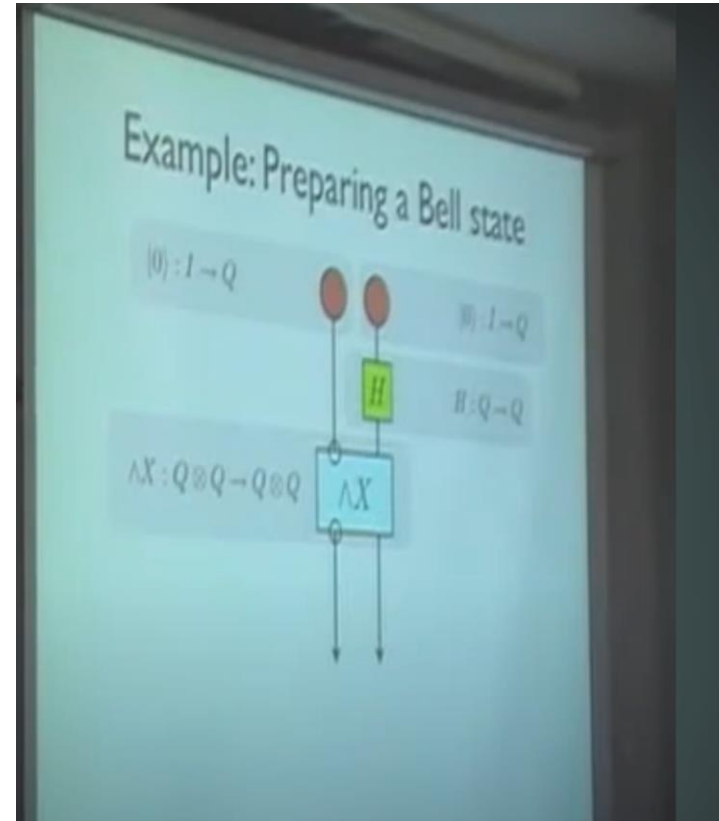 Example: Preparing a Bell state
|0⟩ : I → Q
|0⟩ : I → Q
H
H : Q → Q
∧X : Q ⊗ Q → Q ⊗ Q
∧X